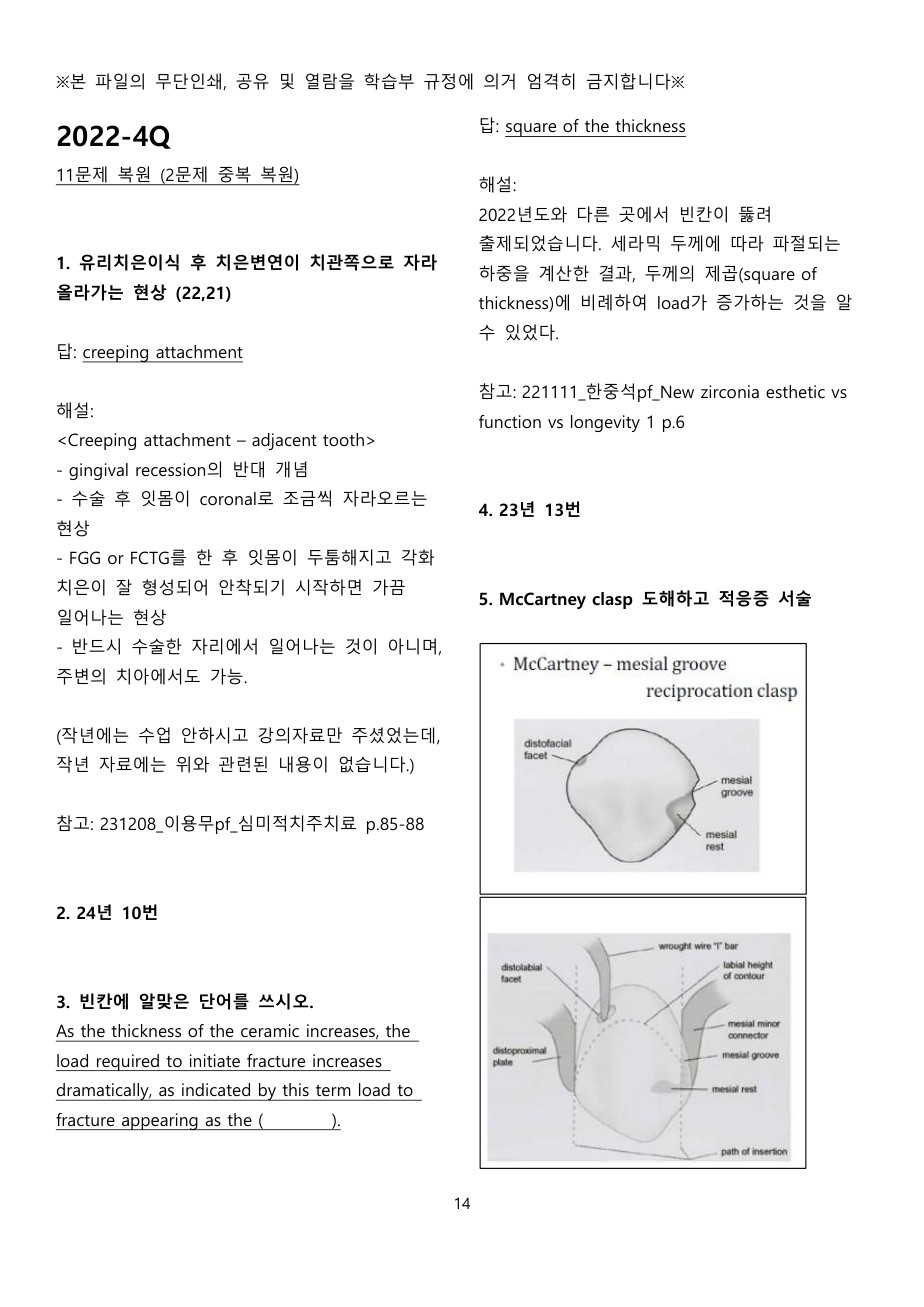 ※본 파일의 무단인쇄, 공유 및 열람을 학습부 규정에 의거 엄격히 금지합니다※
2022-4Q
11문제 복원 (2문제 중복 복원)
1. 유리치은이식 후 치은변연이 치관쪽으로 자라
올라가는 현상 (22,21)
답: creeping attachment
해설:
<Creeping attachment – adjacent tooth>
- gingival recession의 반대 개념
- 수술 후 잇몸이 coronal로 조금씩 자라오르는
현상
- FGG or FCTG를 한 후 잇몸이 두툼해지고 각화
치은이 잘 형성되어 안착되기 시작하면 가끔
일어나는 현상
- 반드시 수술한 자리에서 일어나는 것이 아니며,
주변의 치아에서도 가능.
(작년에는 수업 안하시고 강의자료만 주셨었는데,
작년 자료에는 위와 관련된 내용이 없습니다.)
참고: 231208_이용무pf_심미적치주치료 p.85-88
2. 24년 10번
3. 빈칸에 알맞은 단어를 쓰시오.
As the thickness of the ceramic increases, the
load required to initiate fracture increases
dramatically, as indicated by this term load to
fracture appearing as the (          ).
답: square of the thickness
해설:
2022년도와 다른 곳에서 빈칸이 뚫려
출제되었습니다. 세라믹 두께에 따라 파절되는
하중을 계산한 결과, 두께의 제곱(square of
thickness)에 비례하여 load가 증가하는 것을 알
수 있었다.
참고: 221111_한중석pf_New zirconia esthetic vs
function vs longevity 1 p.6
4. 23년 13번
5. McCartney clasp 도해하고 적응증 서술
• McCartney – mesial groove
reciprocation clasp
distofacial
facet
mesial
groove
mesial
rest
wrought wire "I" bar
distolabial
facet
labial height
of contour
mesial minor
connector
distoproximal
plate
mesial groove
mesial rest
path of insertion
14